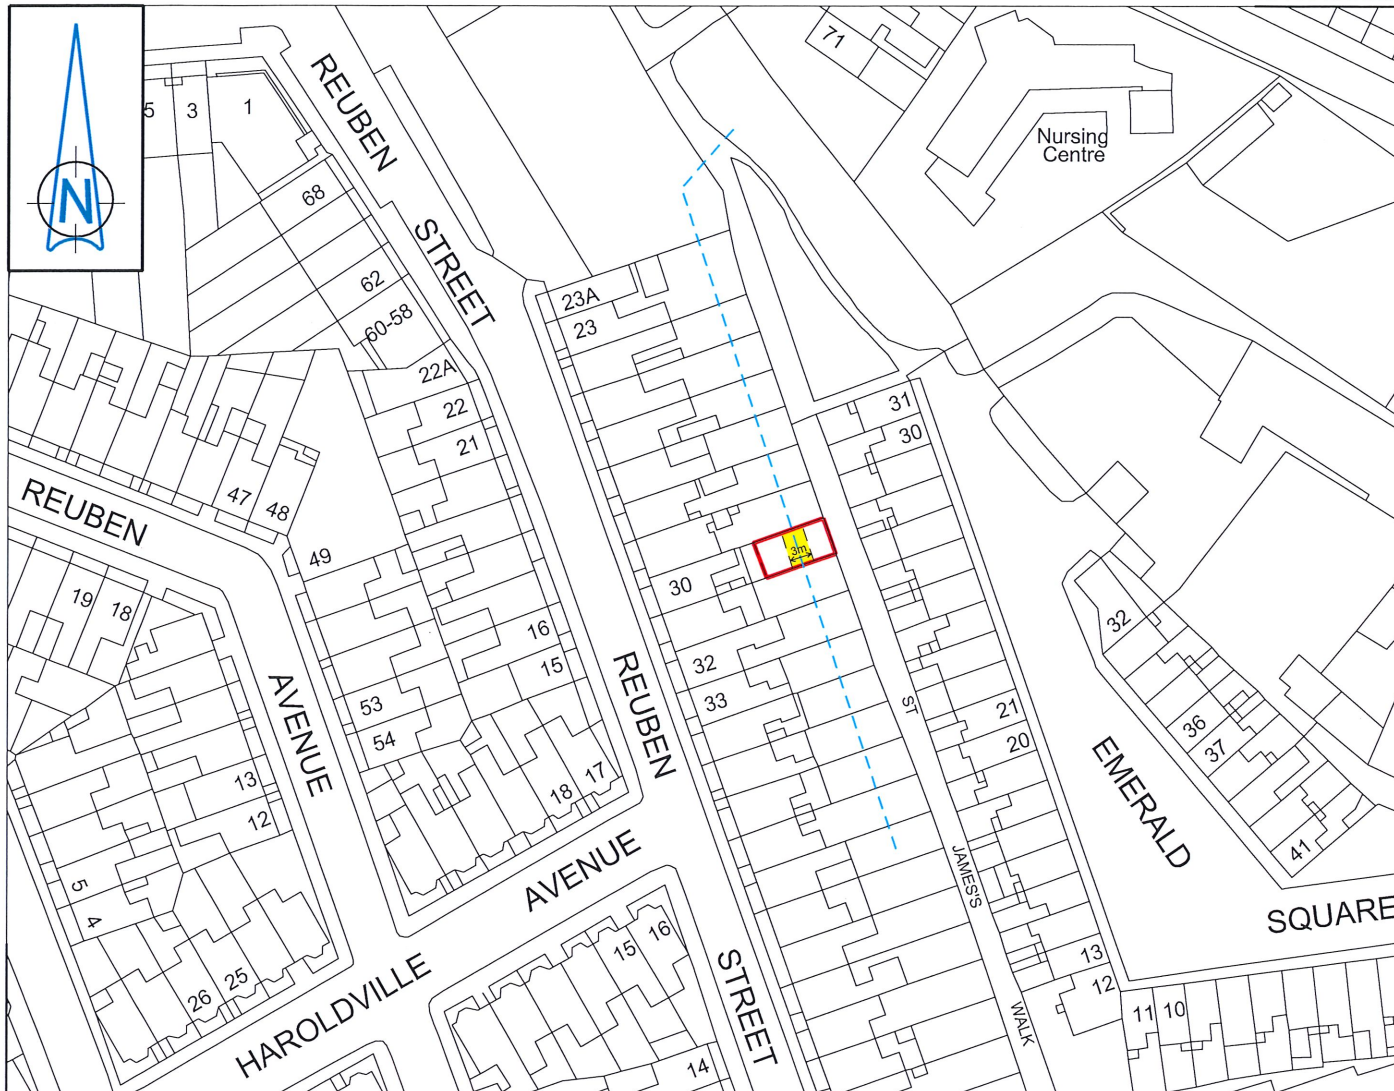 N
REUBEN
STREET
5
3
1
71
Nursing
Centre
68
62
60-58
22A
22
21
23A
23
31
30
REUBEN
47
48
49
3m
19
18
30
32
16
15
REUBEN
32
33
ST
53
54
AVENUE
21
20
36
37
13
12
18
17
EMERALD
41
5
4
AVENUE
JAMES'S
SQUARE
26
25
HAROLDVILLE
15
16
STREET
13
12
WALK
11
10
14